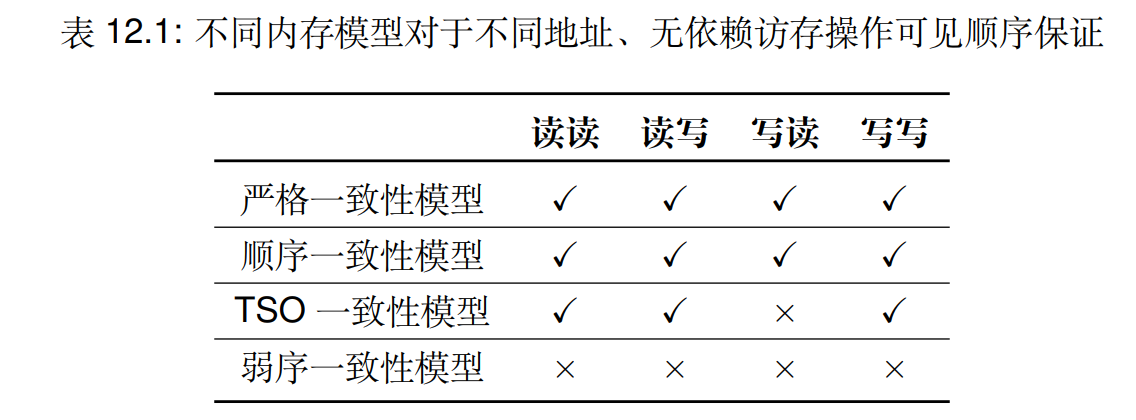 表 12.1: 不同内存模型对于不同地址、无依赖访存操作可见顺序保证
读读 读写 写读 写写
严格一致性模型 ✓ ✓ ✓ ✓
顺序一致性模型 ✓ ✓ ✓ ✓
TSO 一致性模型 ✓ ✓ × ✓
弱序一致性模型 × × × ×